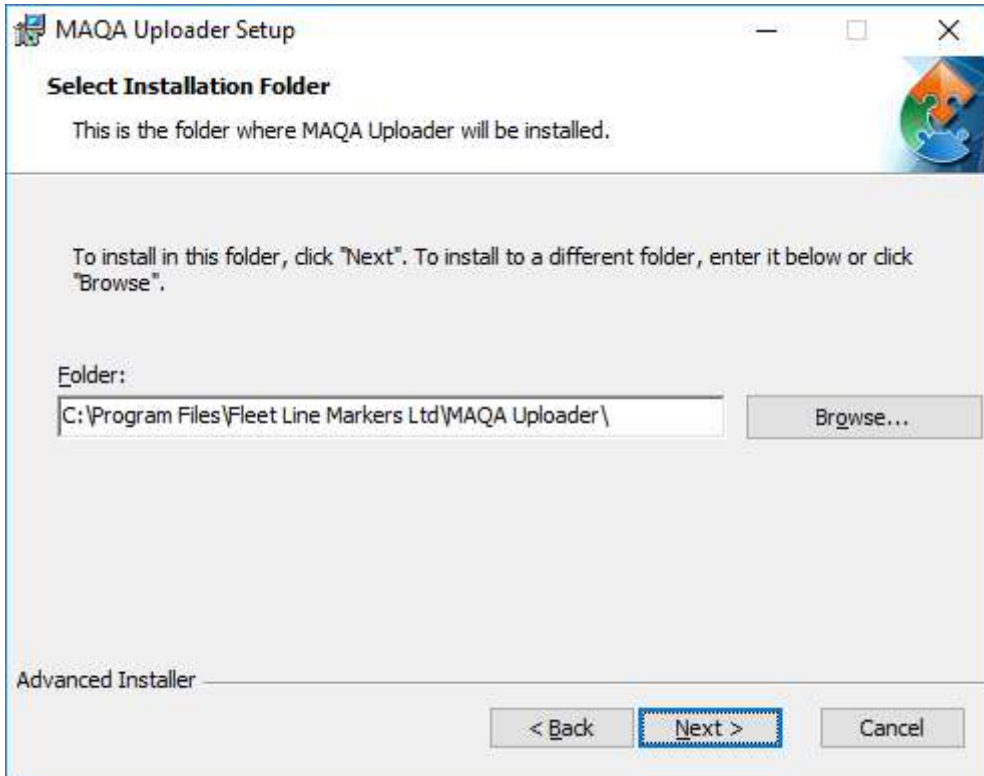 MAQA Uploader Setup
Select Installation Folder
This is the folder where MAQA Uploader will be installed.
To install in this folder, click "Next". To install to a different folder, enter it below or click
"Browse".
Folder:
C:\Program Files\Fleet Line Markers Ltd\MAQA Uploader\
Browse...
Advanced Installer
< Back
Next >
Cancel